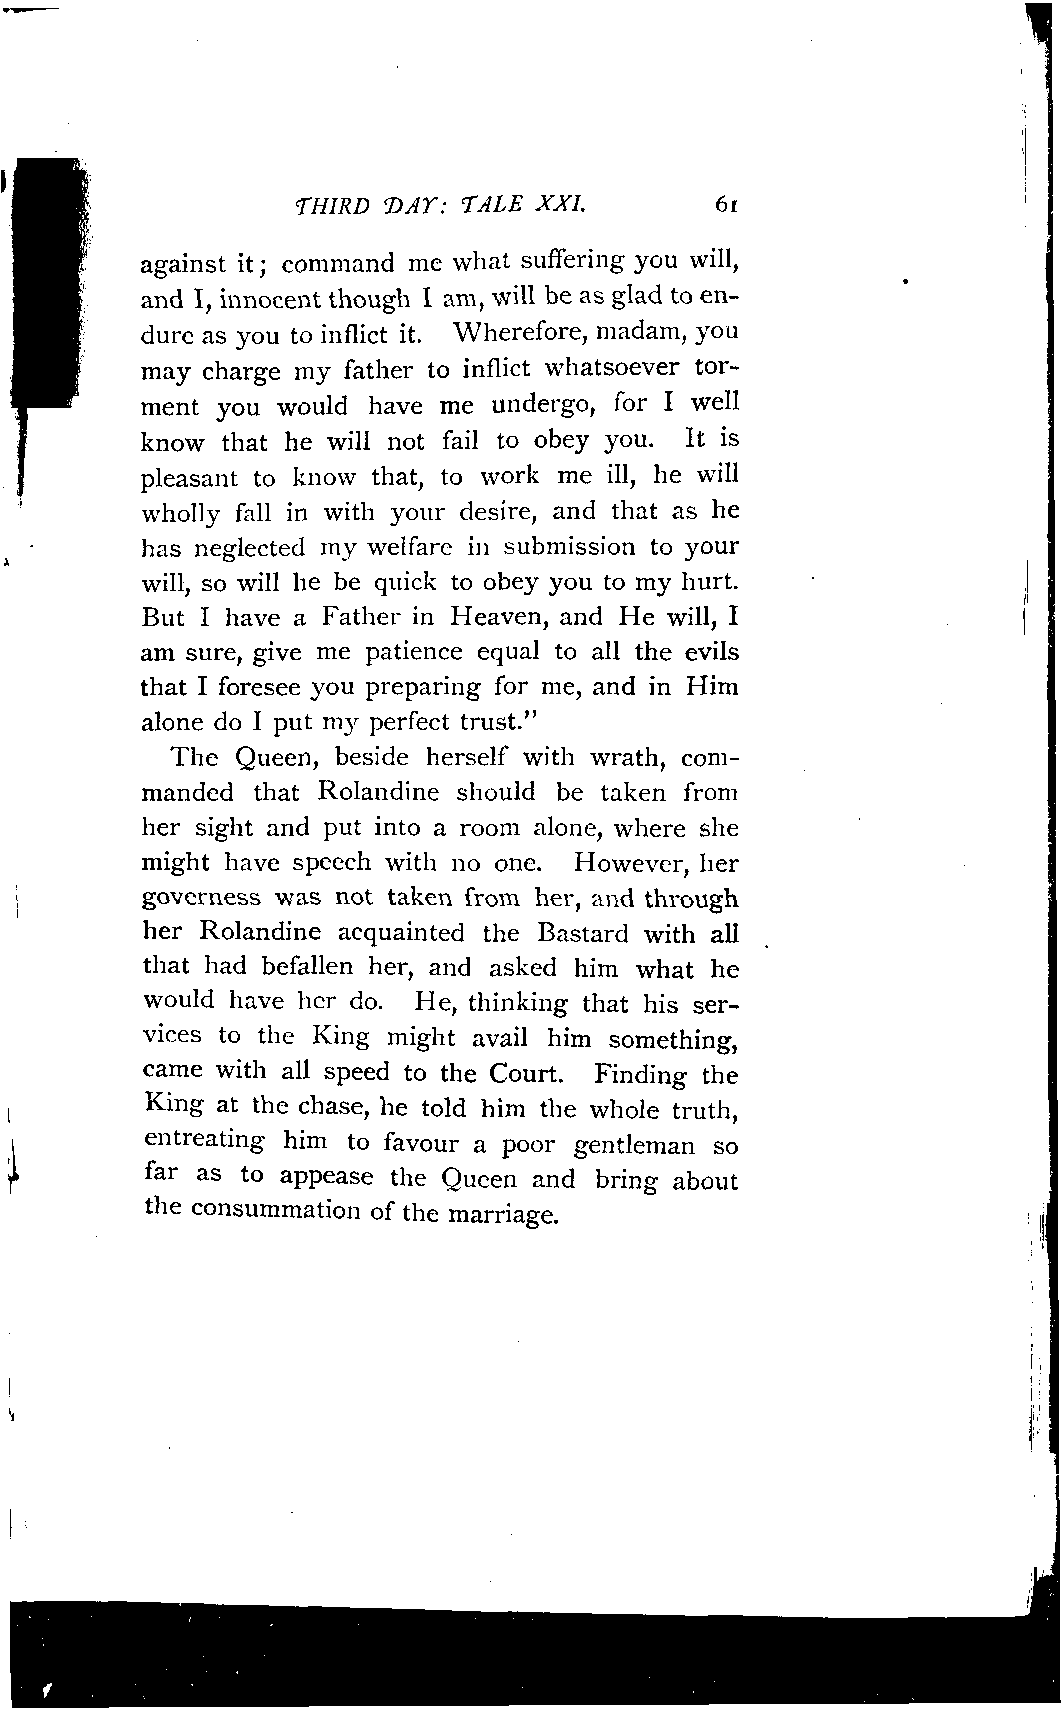 THIRD DAY: TALE XXI. 61
against it; command me what suffering you will,
and I, innocent though I am, will be as glad to en-
dure as you to inflict it. Wherefore, madam, you
may charge my father to inflict whatsoever tor-
ment you would have me undergo, for I well
know that he will not fail to obey you. It is
pleasant to know that, to work me ill, he will
wholly fall in with your desire, and that as he
has neglected my welfare in submission to your
will, so will he be quick to obey you to my hurt.
But I have a Father in Heaven, and He will, I
am sure, give me patience equal to all the evils
that I foresee you preparing for me, and in Him
alone do I put my perfect trust."
The Queen, beside herself with wrath, com-
manded that Rolandine should be taken from
her sight and put into a room alone, where she
might have speech with no one. However, her
governess was not taken from her, and through
her Rolandine acquainted the Bastard with all
that had befallen her, and asked him what he
would have her do. He, thinking that his ser-
vices to the King might avail him something,
came with all speed to the Court. Finding the
King at the chase, he told him the whole truth,
entreating him to favour a poor gentleman so
far as to appease the Queen and bring about
the consummation of the marriage.